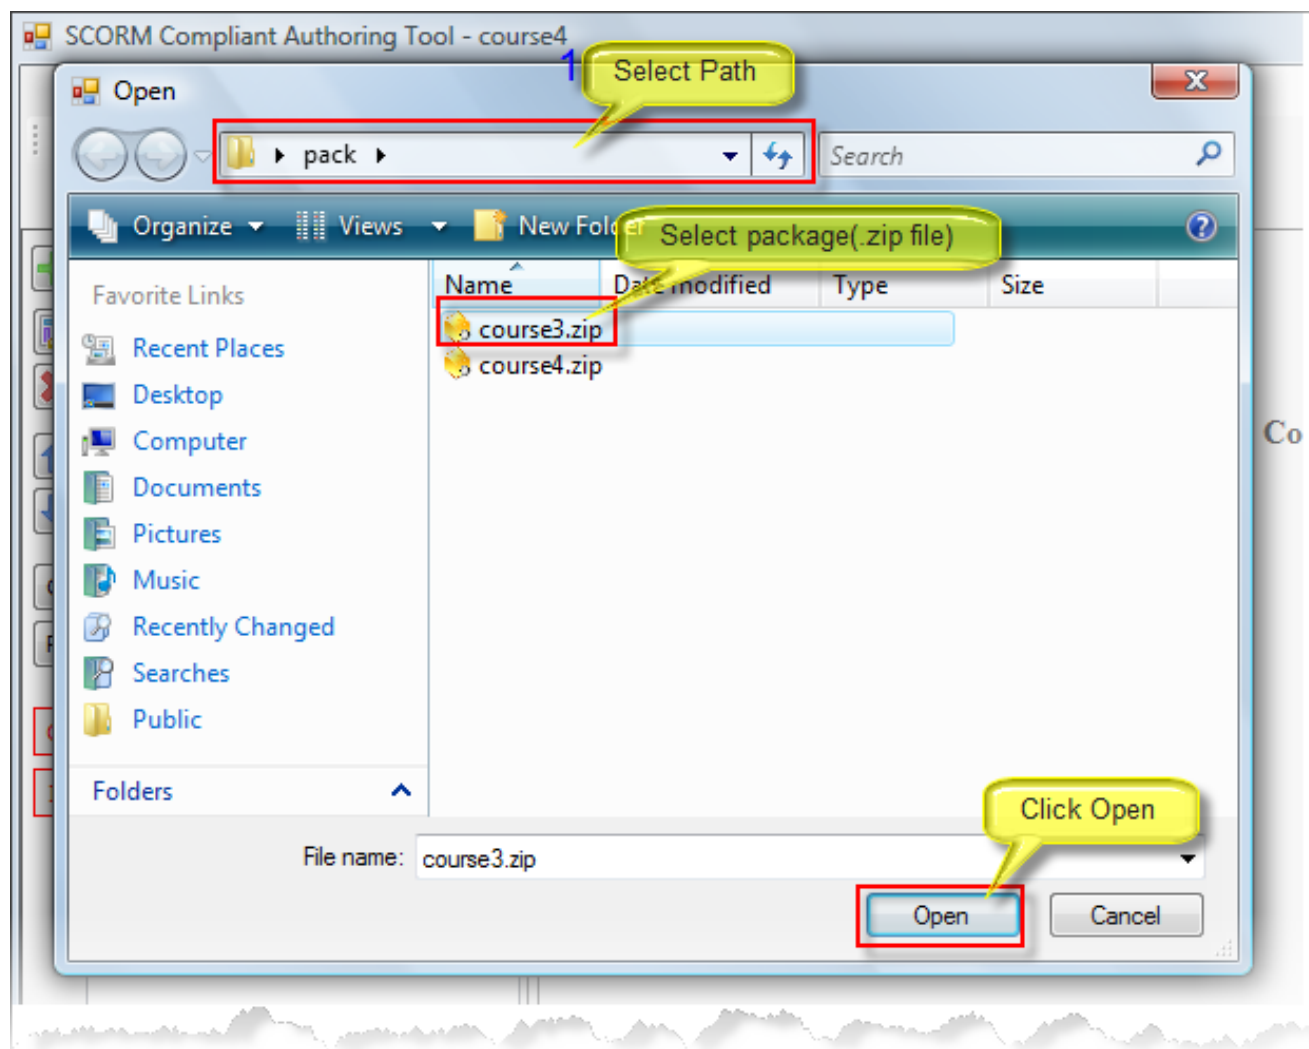 SCORM Compliant Authoring Tool - course4
1 Select Path
Open
pack
Search
Organize Views New Folder
Select package(.zip file)
Favorite Links
Name Date modified Type Size
course3.zip
course4.zip
Recent Places
Desktop
Computer
Documents
Pictures
Music
Recently Changed
Searches
Public
Folders
Co
Click Open
File name: course3.zip
Open Cancel